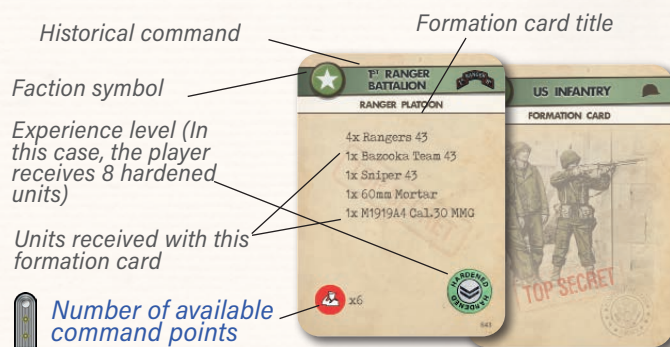 Historical command
Formation card title
Faction symbol
Experience level (In
this case, the player
receives 8 hardened
units)
Units received with this
formation card
Number of available
command points
1ST RANGER
BATTALION
RANGER PLATOON
4x Rangers 43
1x Bazooka Team 43
1x Sniper 43
1x 60mm Mortar
1x M1919A4 Cal.30 MMG
x6
HARDENED
HARDENED
US INFANTRY
FORMATION CARD
TOP SECRET